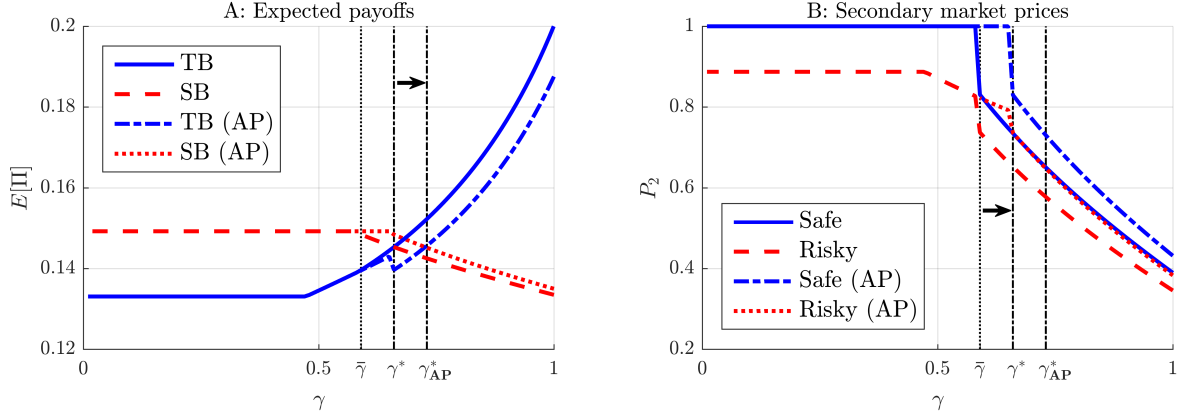 A: Expected payoffs
0.2
0.18
0.16
0.14
0.12
E[Π]
TB
SB
TB (AP)
SB (AP)
0
0.5
γ̄
γ*
γ*AP
1
γ
B: Secondary market prices
1
0.8
0.6
0.4
0.2
P2
Safe
Risky
Safe (AP)
Risky (AP)
0
0.5
γ̄
γ*
γ*AP
1
γ